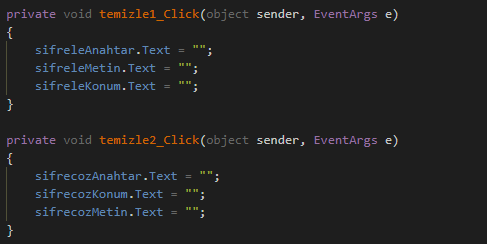 private void temizle1_Click(object sender, EventArgs e)
{
sifreleAnahtar.Text = "";
sifreleMetin.Text = "";
sifreleKonum.Text = "";
}
private void temizle2_Click(object sender, EventArgs e)
{
sifrecozAnahtar.Text = "";
sifrecozKonum.Text = "";
sifrecozMetin.Text = "";
}